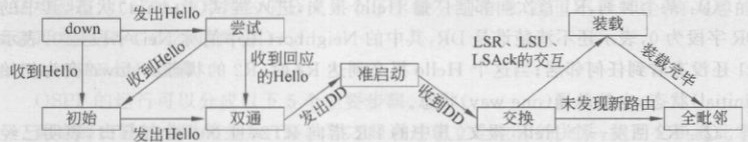 down
发出Hello
尝试
收到Hello
收到Hello
收到回应
的Hello
初始
发出Hello
双通
发出DD
准启动
收到DD
交换
LSR、LSU、
LSAck的交互
装载
装载完毕
未发现新路由
全毗邻